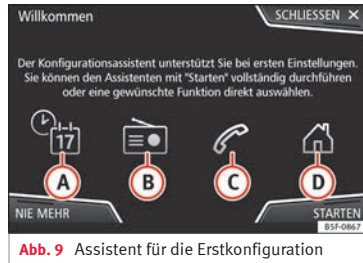 Willkommen
SCHLIESSEN ✕
Der Konfigurationsassistent unterstützt Sie bei ersten Einstellungen.
Sie können den Assistenten mit "Starten" vollständig durchführen
oder eine gewünschte Funktion direkt auswählen.
17
A B C D
NIE MEHR
STARTEN
BSF-0867
Abb. 9 Assistent für die Erstkonfiguration